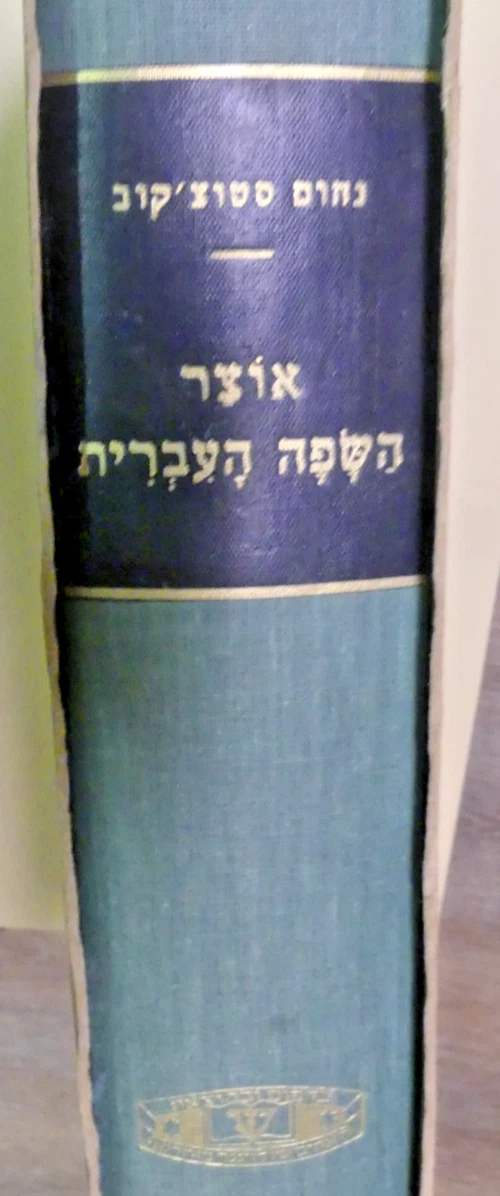 נחום סטוצ׳קוב
אוֹצַר
הַשָּׂפָה הָעִבְרִית